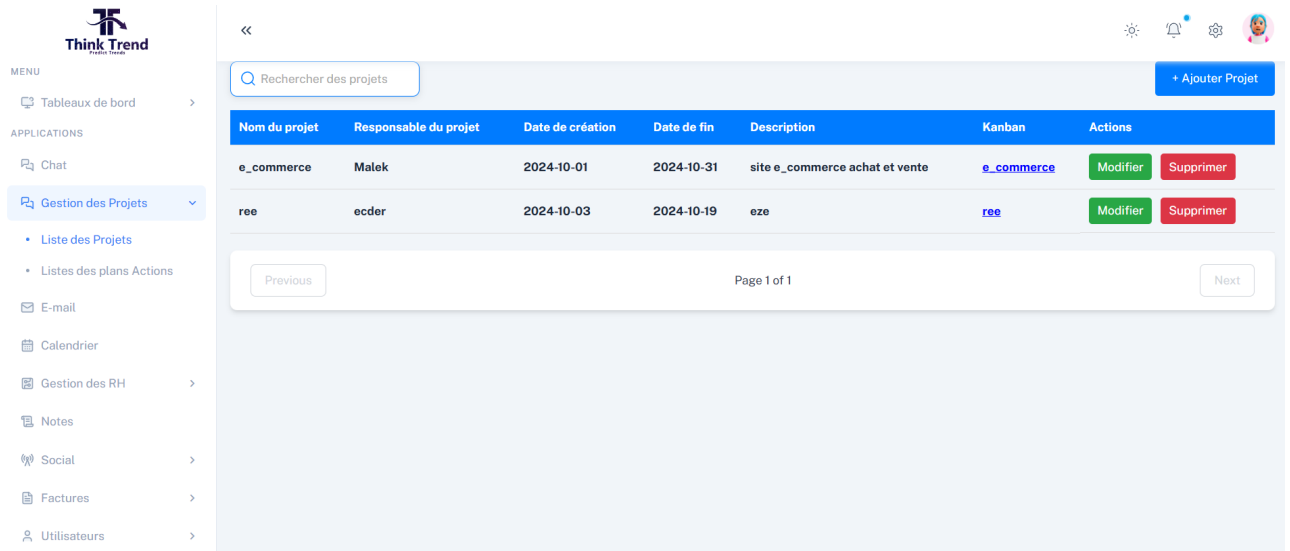 Think Trend
Predict Trends
MENU
Tableaux de bord
APPLICATIONS
Chat
Gestion des Projets
Liste des Projets
Listes des plans Actions
E-mail
Calendrier
Gestion des RH
Notes
Social
Factures
Utilisateurs
Rechercher des projets
+ Ajouter Projet
Nom du projet Responsable du projet Date de création Date de fin Description Kanban Actions
e_commerce Malek 2024-10-01 2024-10-31 site e_commerce achat et vente e_commerce Modifier Supprimer
ree ecder 2024-10-03 2024-10-19 eze ree Modifier Supprimer
Previous Page 1 of 1 Next